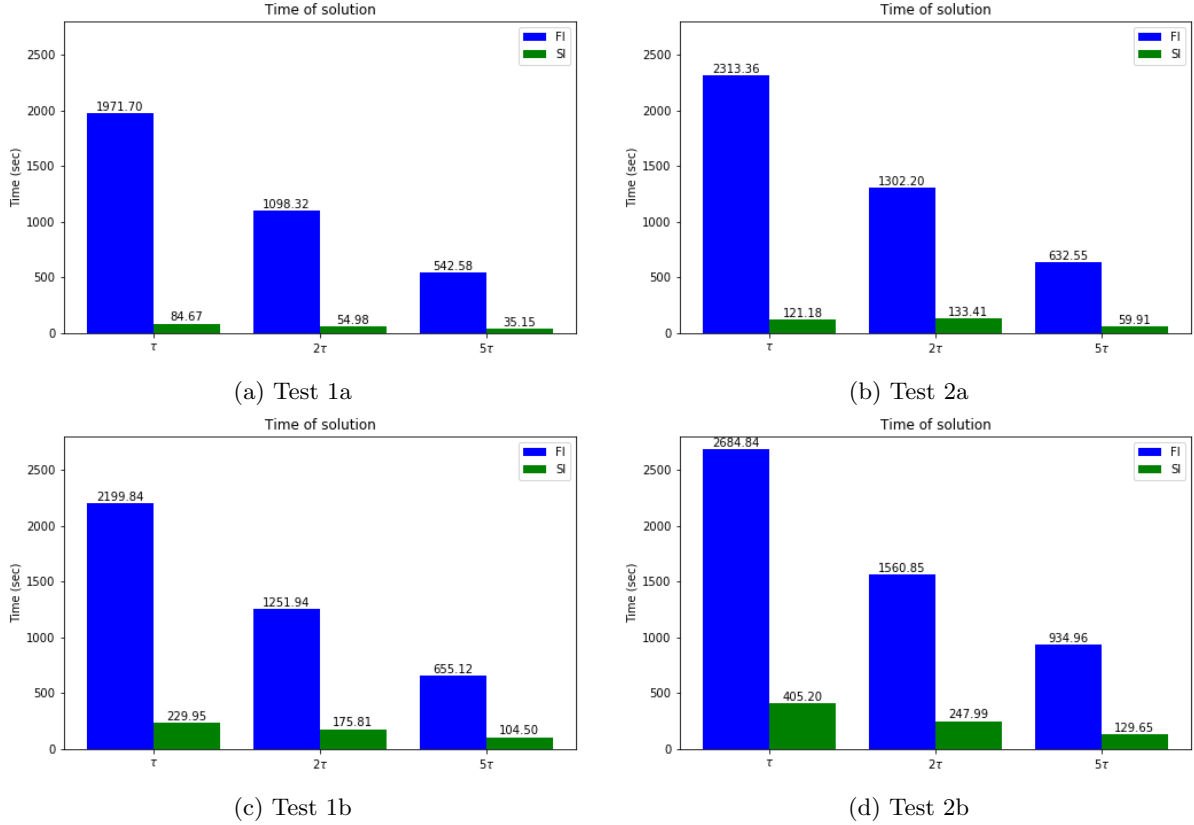 Time of solution
FI
SI
Time (sec)
2500
2000
1500
1000
500
0
1971.70
84.67
1098.32
54.98
542.58
35.15
τ
2τ
5τ
(a) Test 1a
Time of solution
FI
SI
Time (sec)
2500
2000
1500
1000
500
0
2313.36
121.18
1302.20
133.41
632.55
59.91
τ
2τ
5τ
(b) Test 2a
Time of solution
FI
SI
Time (sec)
2500
2000
1500
1000
500
0
2199.84
229.95
1251.94
175.81
655.12
104.50
τ
2τ
5τ
(c) Test 1b
Time of solution
FI
SI
Time (sec)
2500
2000
1500
1000
500
0
2684.84
405.20
1560.85
247.99
934.96
129.65
τ
2τ
5τ
(d) Test 2b